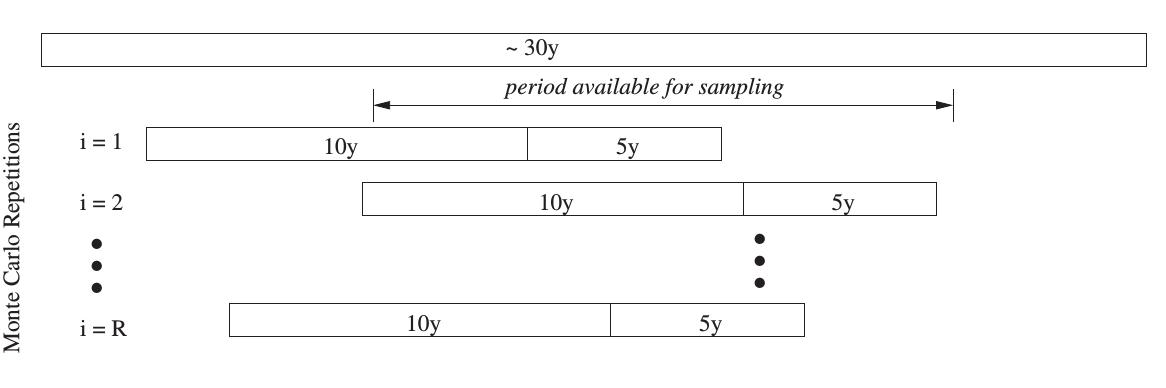 ~ 30y
period available for sampling
Monte Carlo Repetitions
i = 1
10y
5y
i = 2
10y
5y
i = R
10y
5y